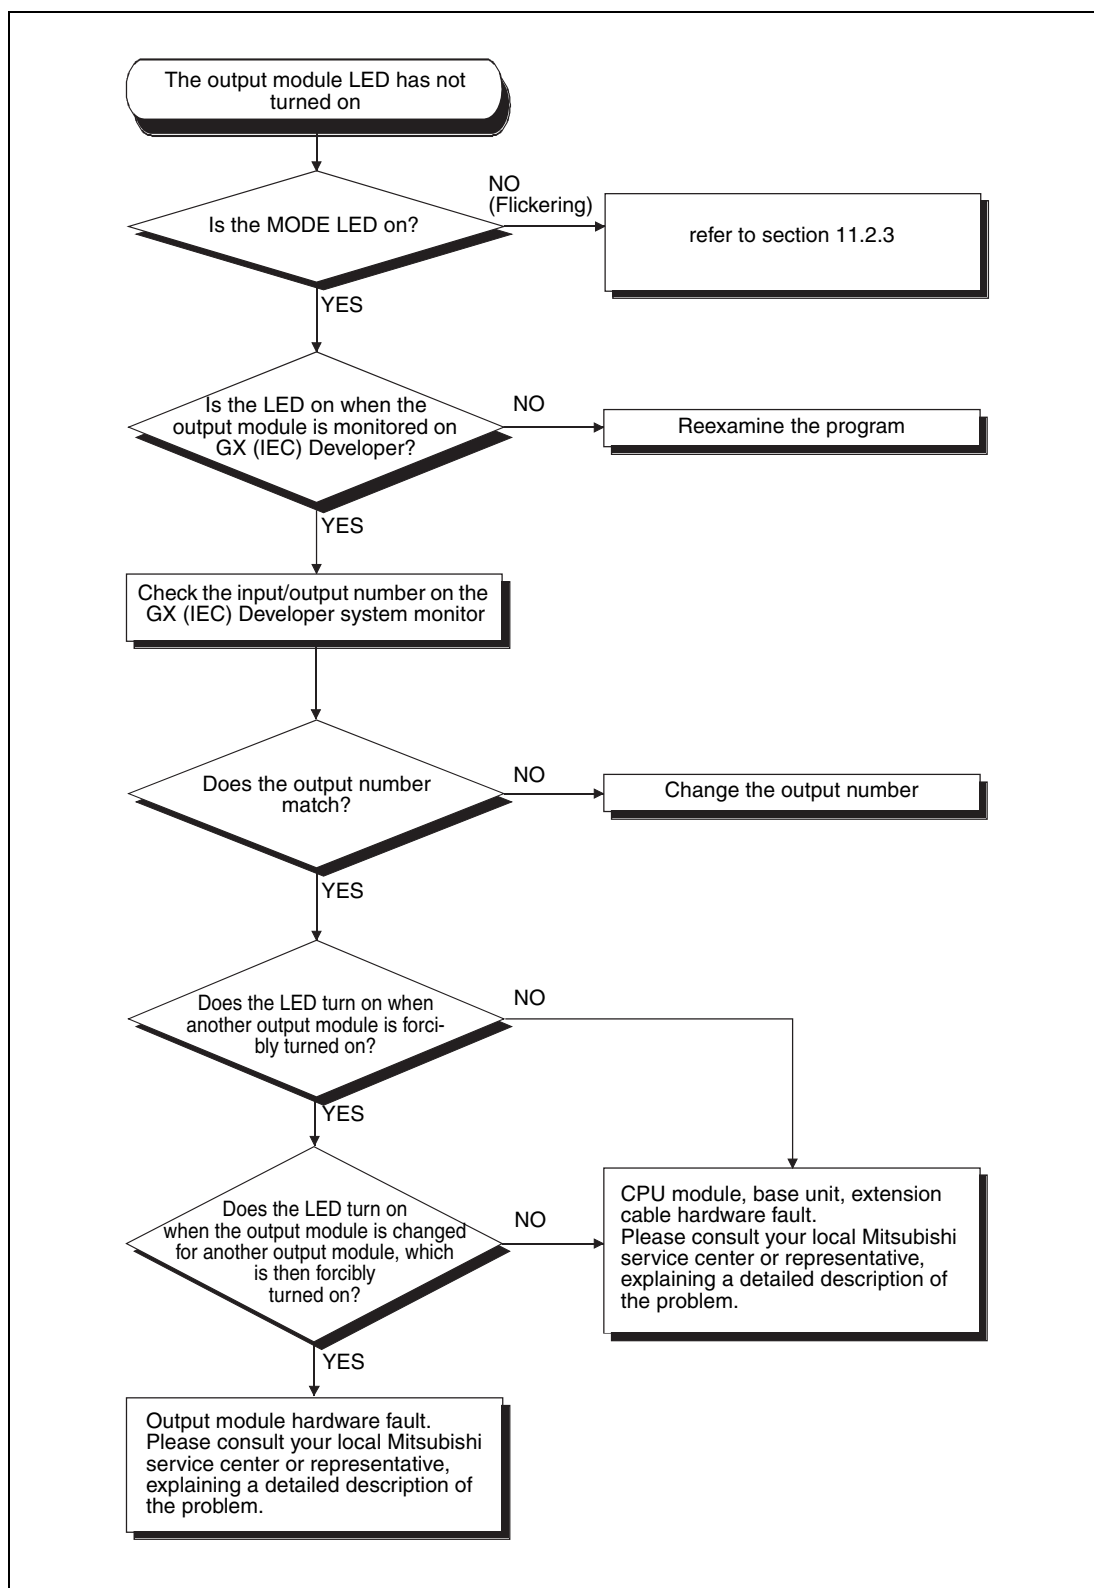 The output module LED has not
turned on
Is the MODE LED on?
NO
(Flickering)
refer to section 11.2.3
YES
Is the LED on when the
output module is monitored on
GX (IEC) Developer?
NO
Reexamine the program
YES
Check the input/output number on the
GX (IEC) Developer system monitor
Does the output number
match?
NO
Change the output number
YES
Does the LED turn on when
another output module is forci-
bly turned on?
NO
YES
Does the LED turn on
when the output module is changed
for another output module, which
is then forcibly
turned on?
NO
CPU module, base unit, extension
cable hardware fault.
Please consult your local Mitsubishi
service center or representative,
explaining a detailed description of
the problem.
YES
Output module hardware fault.
Please consult your local Mitsubishi
service center or representative,
explaining a detailed description of
the problem.